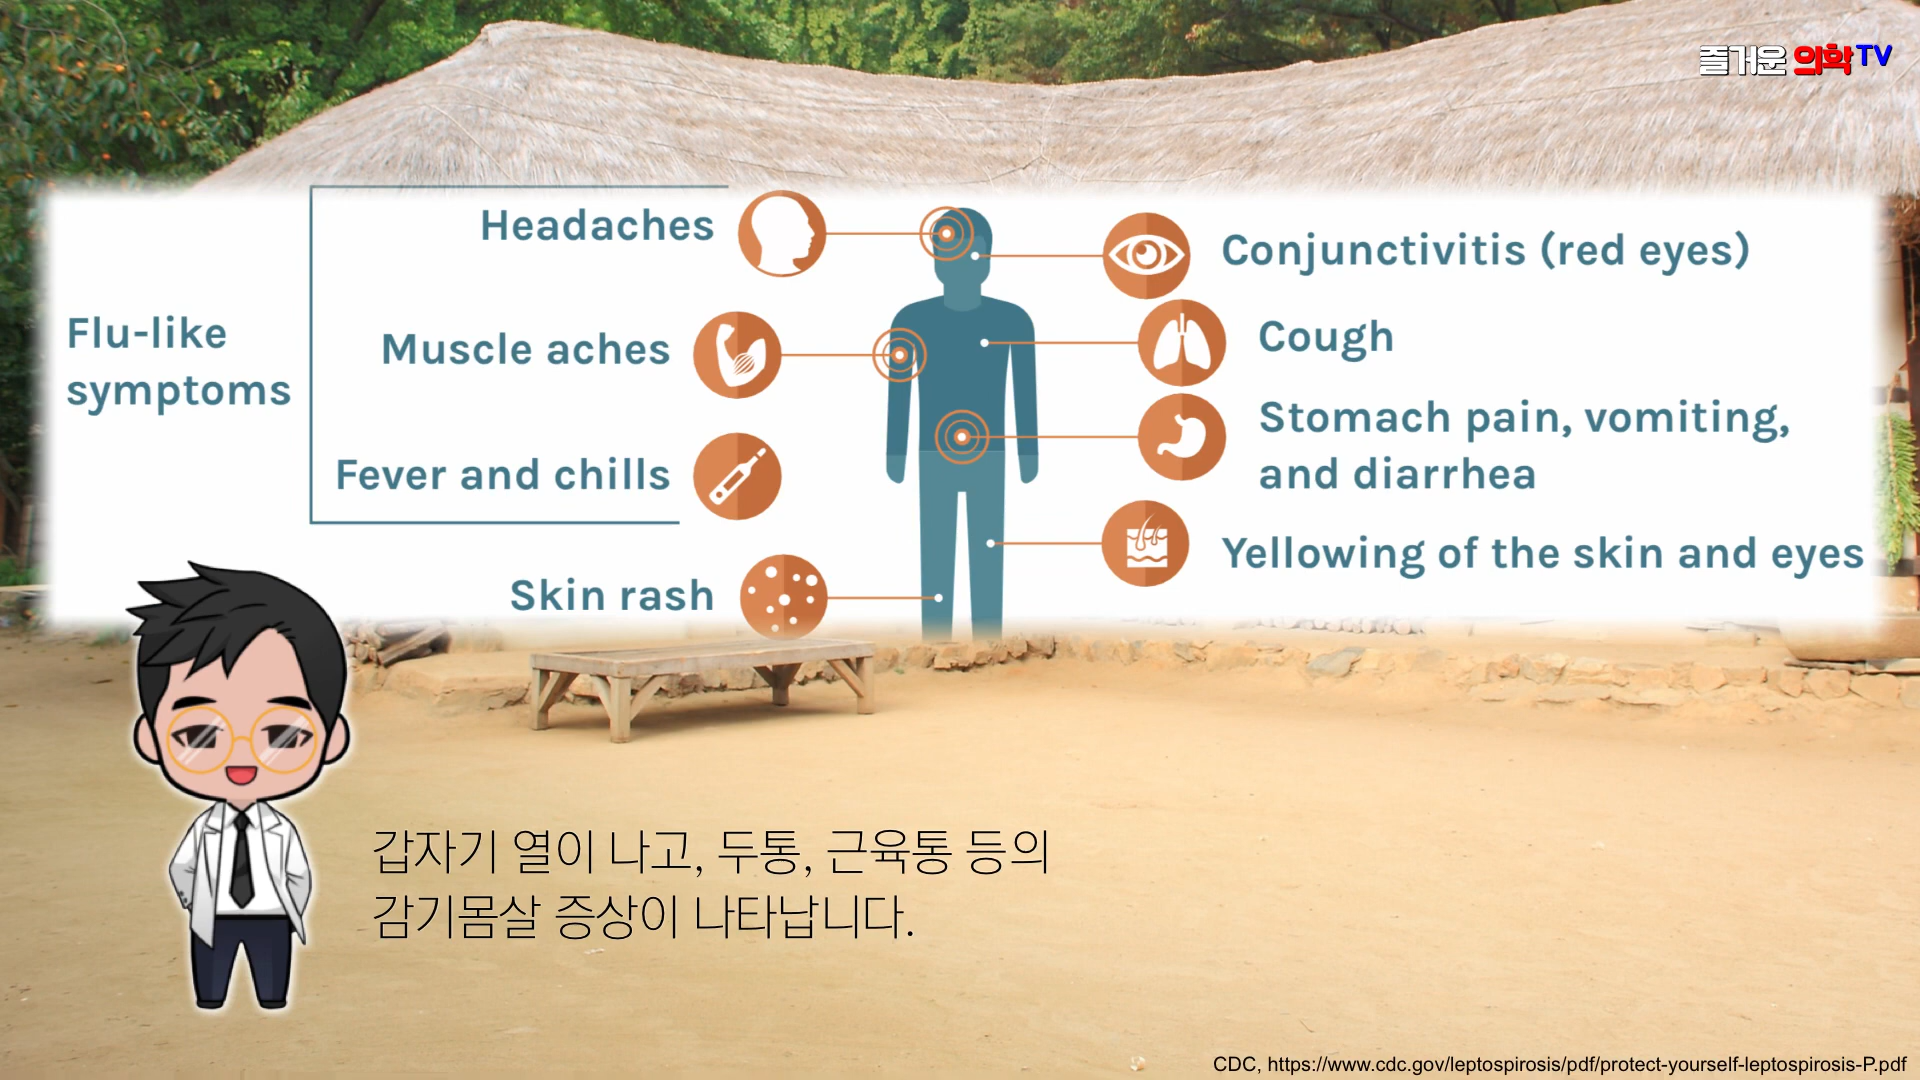 즐거운 의학TV
Headaches
Conjunctivitis (red eyes)
Flu-like
symptoms
Muscle aches
Cough
Stomach pain, vomiting,
and diarrhea
Fever and chills
Yellowing of the skin and eyes
Skin rash
갑자기 열이 나고, 두통, 근육통 등의
감기몸살 증상이 나타납니다.
CDC, https://www.cdc.gov/leptospirosis/pdf/protect-yourself-leptospirosis-P.pdf